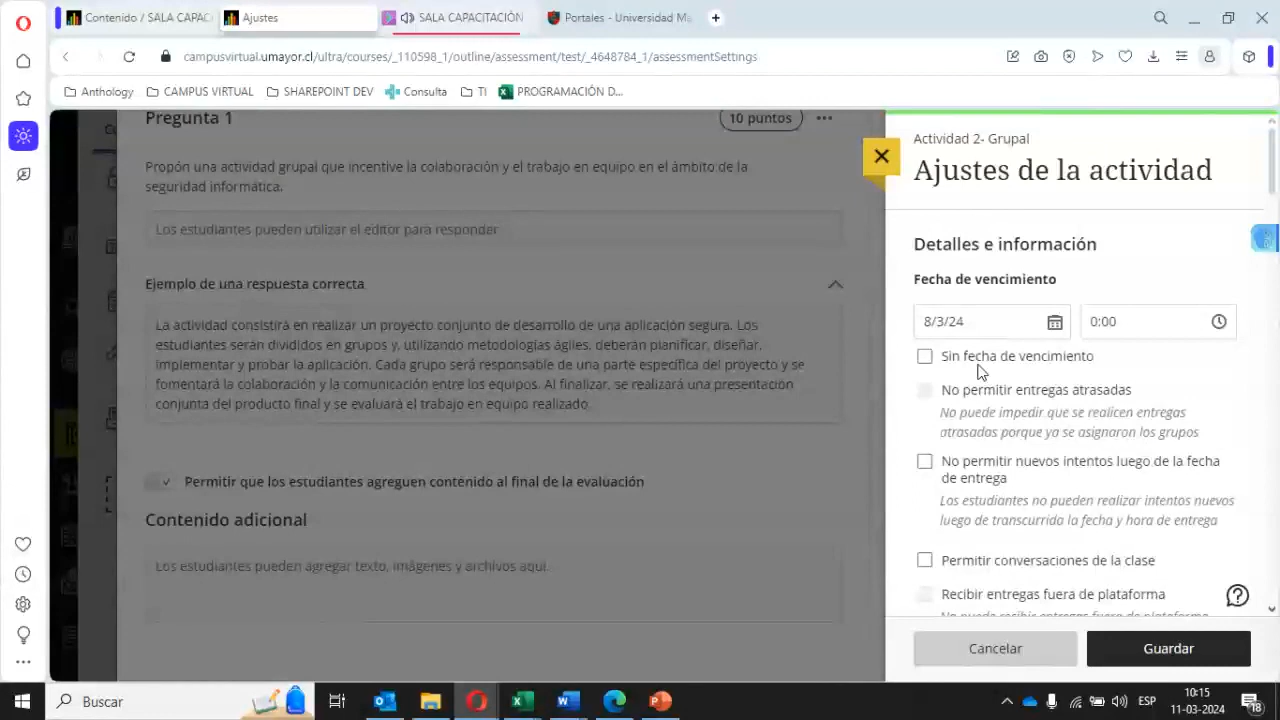 Contenido / SALA CAPAC
Ajustes
SALA CAPACITACIÓN
Portales - Universidad Ma
campusvirtual.umayor.cl/ultra/courses/_110598_1/outline/assessment/test/_4648784_1/assessmentSettings
Anthology
CAMPUS VIRTUAL
SHAREPOINT DEV
Consulta
TI
PROGRAMACIÓN D...
Pregunta 1
10 puntos
Propón una actividad grupal que incentive la colaboración y el trabajo en equipo en el ámbito de la
seguridad informática.
Los estudiantes pueden utilizar el editor para responder
Ejemplo de una respuesta correcta
La actividad consistirá en realizar un proyecto conjunto de desarrollo de una aplicación segura. Los
estudiantes serán divididos en grupos y, utilizando metodologías ágiles, deberán planificar, diseñar,
implementar y probar la aplicación. Cada grupo será responsable de una parte específica del proyecto y se
fomentará la colaboración y la comunicación entre los equipos. Al finalizar, se realizará una presentación
conjunta del producto final y se evaluará el trabajo en equipo realizado.
Permitir que los estudiantes agreguen contenido al final de la evaluación
Contenido adicional
Los estudiantes pueden agregar texto, imágenes y archivos aquí.
Actividad 2- Grupal
Ajustes de la actividad
Detalles e información
Fecha de vencimiento
8/3/24
0:00
Sin fecha de vencimiento
No permitir entregas atrasadas
No puede impedir que se realicen entregas
atrasadas porque ya se asignaron los grupos
No permitir nuevos intentos luego de la fecha
de entrega
Los estudiantes no pueden realizar intentos nuevos
luego de transcurrida la fecha y hora de entrega
Permitir conversaciones de la clase
Recibir entregas fuera de plataforma
No puede recibir entregas fuera de plataforma
Cancelar
Guardar
Buscar
ESP
10:15
11-03-2024
18